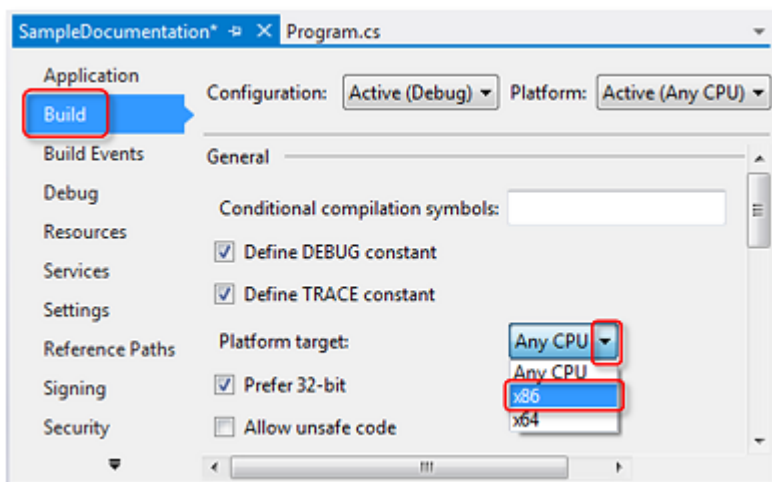 SampleDocumentation* Program.cs
Application
Configuration: Active (Debug) Platform: Active (Any CPU)
Build
Build Events
General
Debug
Conditional compilation symbols:
Resources
Define DEBUG constant
Services
Define TRACE constant
Settings
Platform target: Any CPU
Reference Paths
Any CPU
Signing
Prefer 32-bit
x86
Security
Allow unsafe code
x64